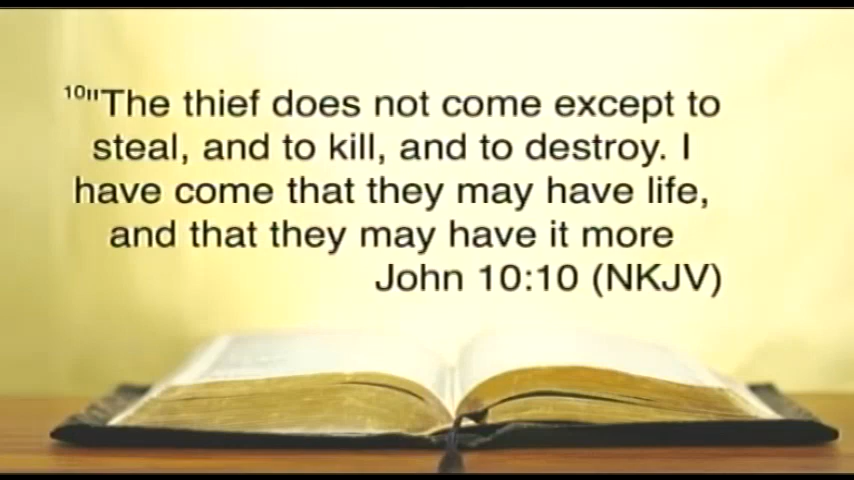 10"The thief does not come except to
steal, and to kill, and to destroy. I
have come that they may have life,
and that they may have it more
John 10:10 (NKJV)